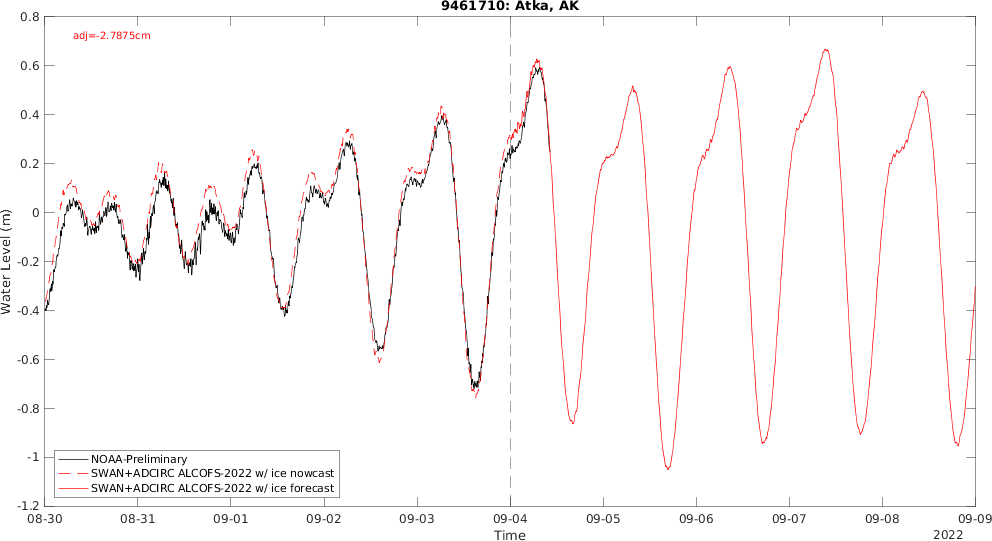 9461710: Atka, AK
adj=-2.7875cm
0.8
0.6
0.4
0.2
0
-0.2
-0.4
-0.6
-0.8
-1
-1.2
Water Level (m)
NOAA-Preliminary
SWAN+ADCIRC ALCOFS-2022 w/ ice nowcast
SWAN+ADCIRC ALCOFS-2022 w/ ice forecast
08-30 08-31 09-01 09-02 09-03 09-04 09-05 09-06 09-07 09-08 09-09
Time
2022